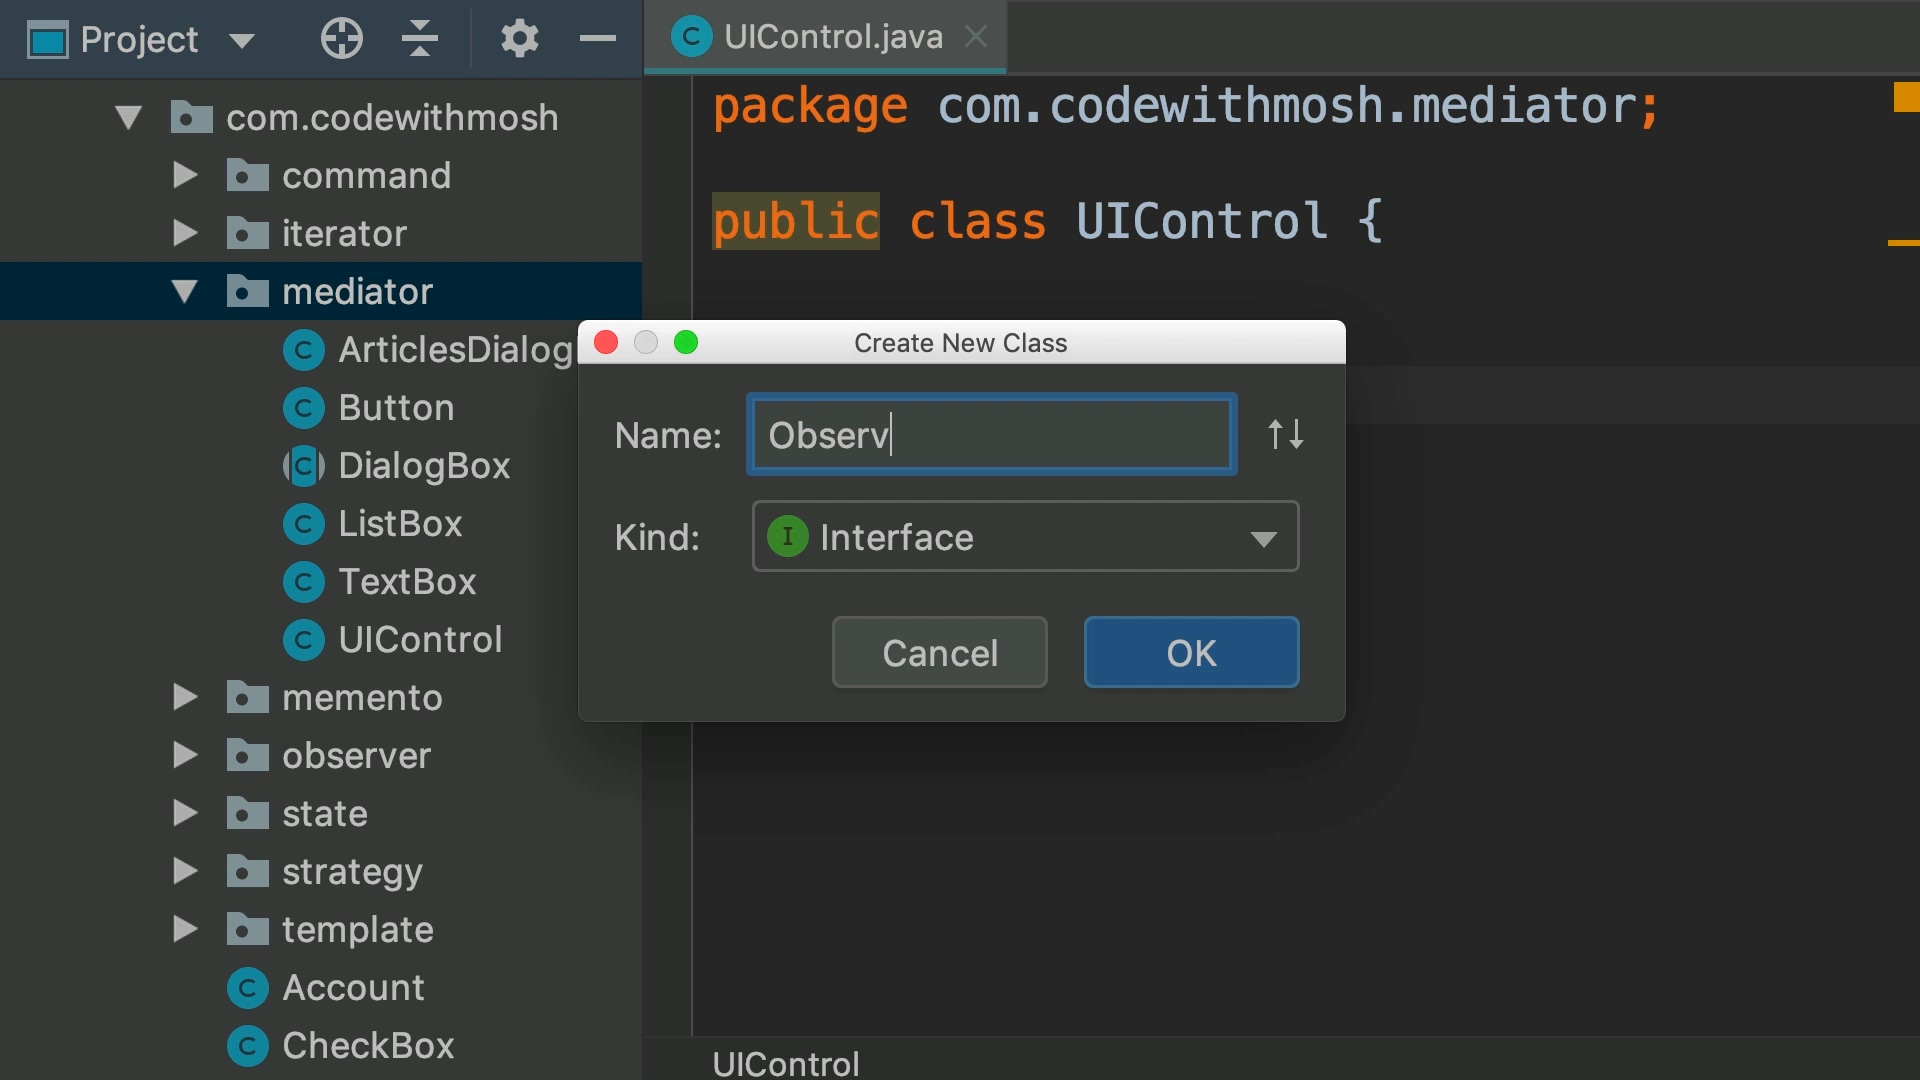 Project
UIControl.java
com.codewithmosh
command
iterator
mediator
ArticlesDialog
Button
DialogBox
ListBox
TextBox
UIControl
memento
observer
state
strategy
template
Account
CheckBox
package com.codewithmosh.mediator;
public class UIControl {
Create New Class
Name: Observ
Kind: Interface
Cancel OK
UIControl